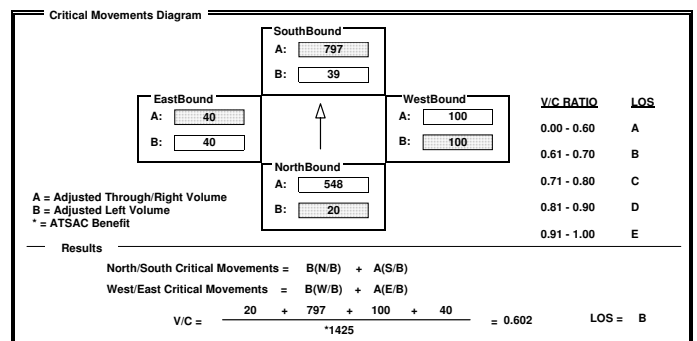 Critical Movements Diagram
SouthBound
A: 797
B: 39
EastBound
A: 40
B: 40
WestBound
A: 100
B: 100
NorthBound
A: 548
B: 20
V/C RATIO LOS
0.00 - 0.60 A
0.61 - 0.70 B
0.71 - 0.80 C
0.81 - 0.90 D
0.91 - 1.00 E
A = Adjusted Through/Right Volume
B = Adjusted Left Volume
* = ATSAC Benefit
Results
North/South Critical Movements = B(N/B) + A(S/B)
West/East Critical Movements = B(W/B) + A(E/B)
V/C = 20 + 797 + 100 + 40 = 0.602 LOS = B
*1425